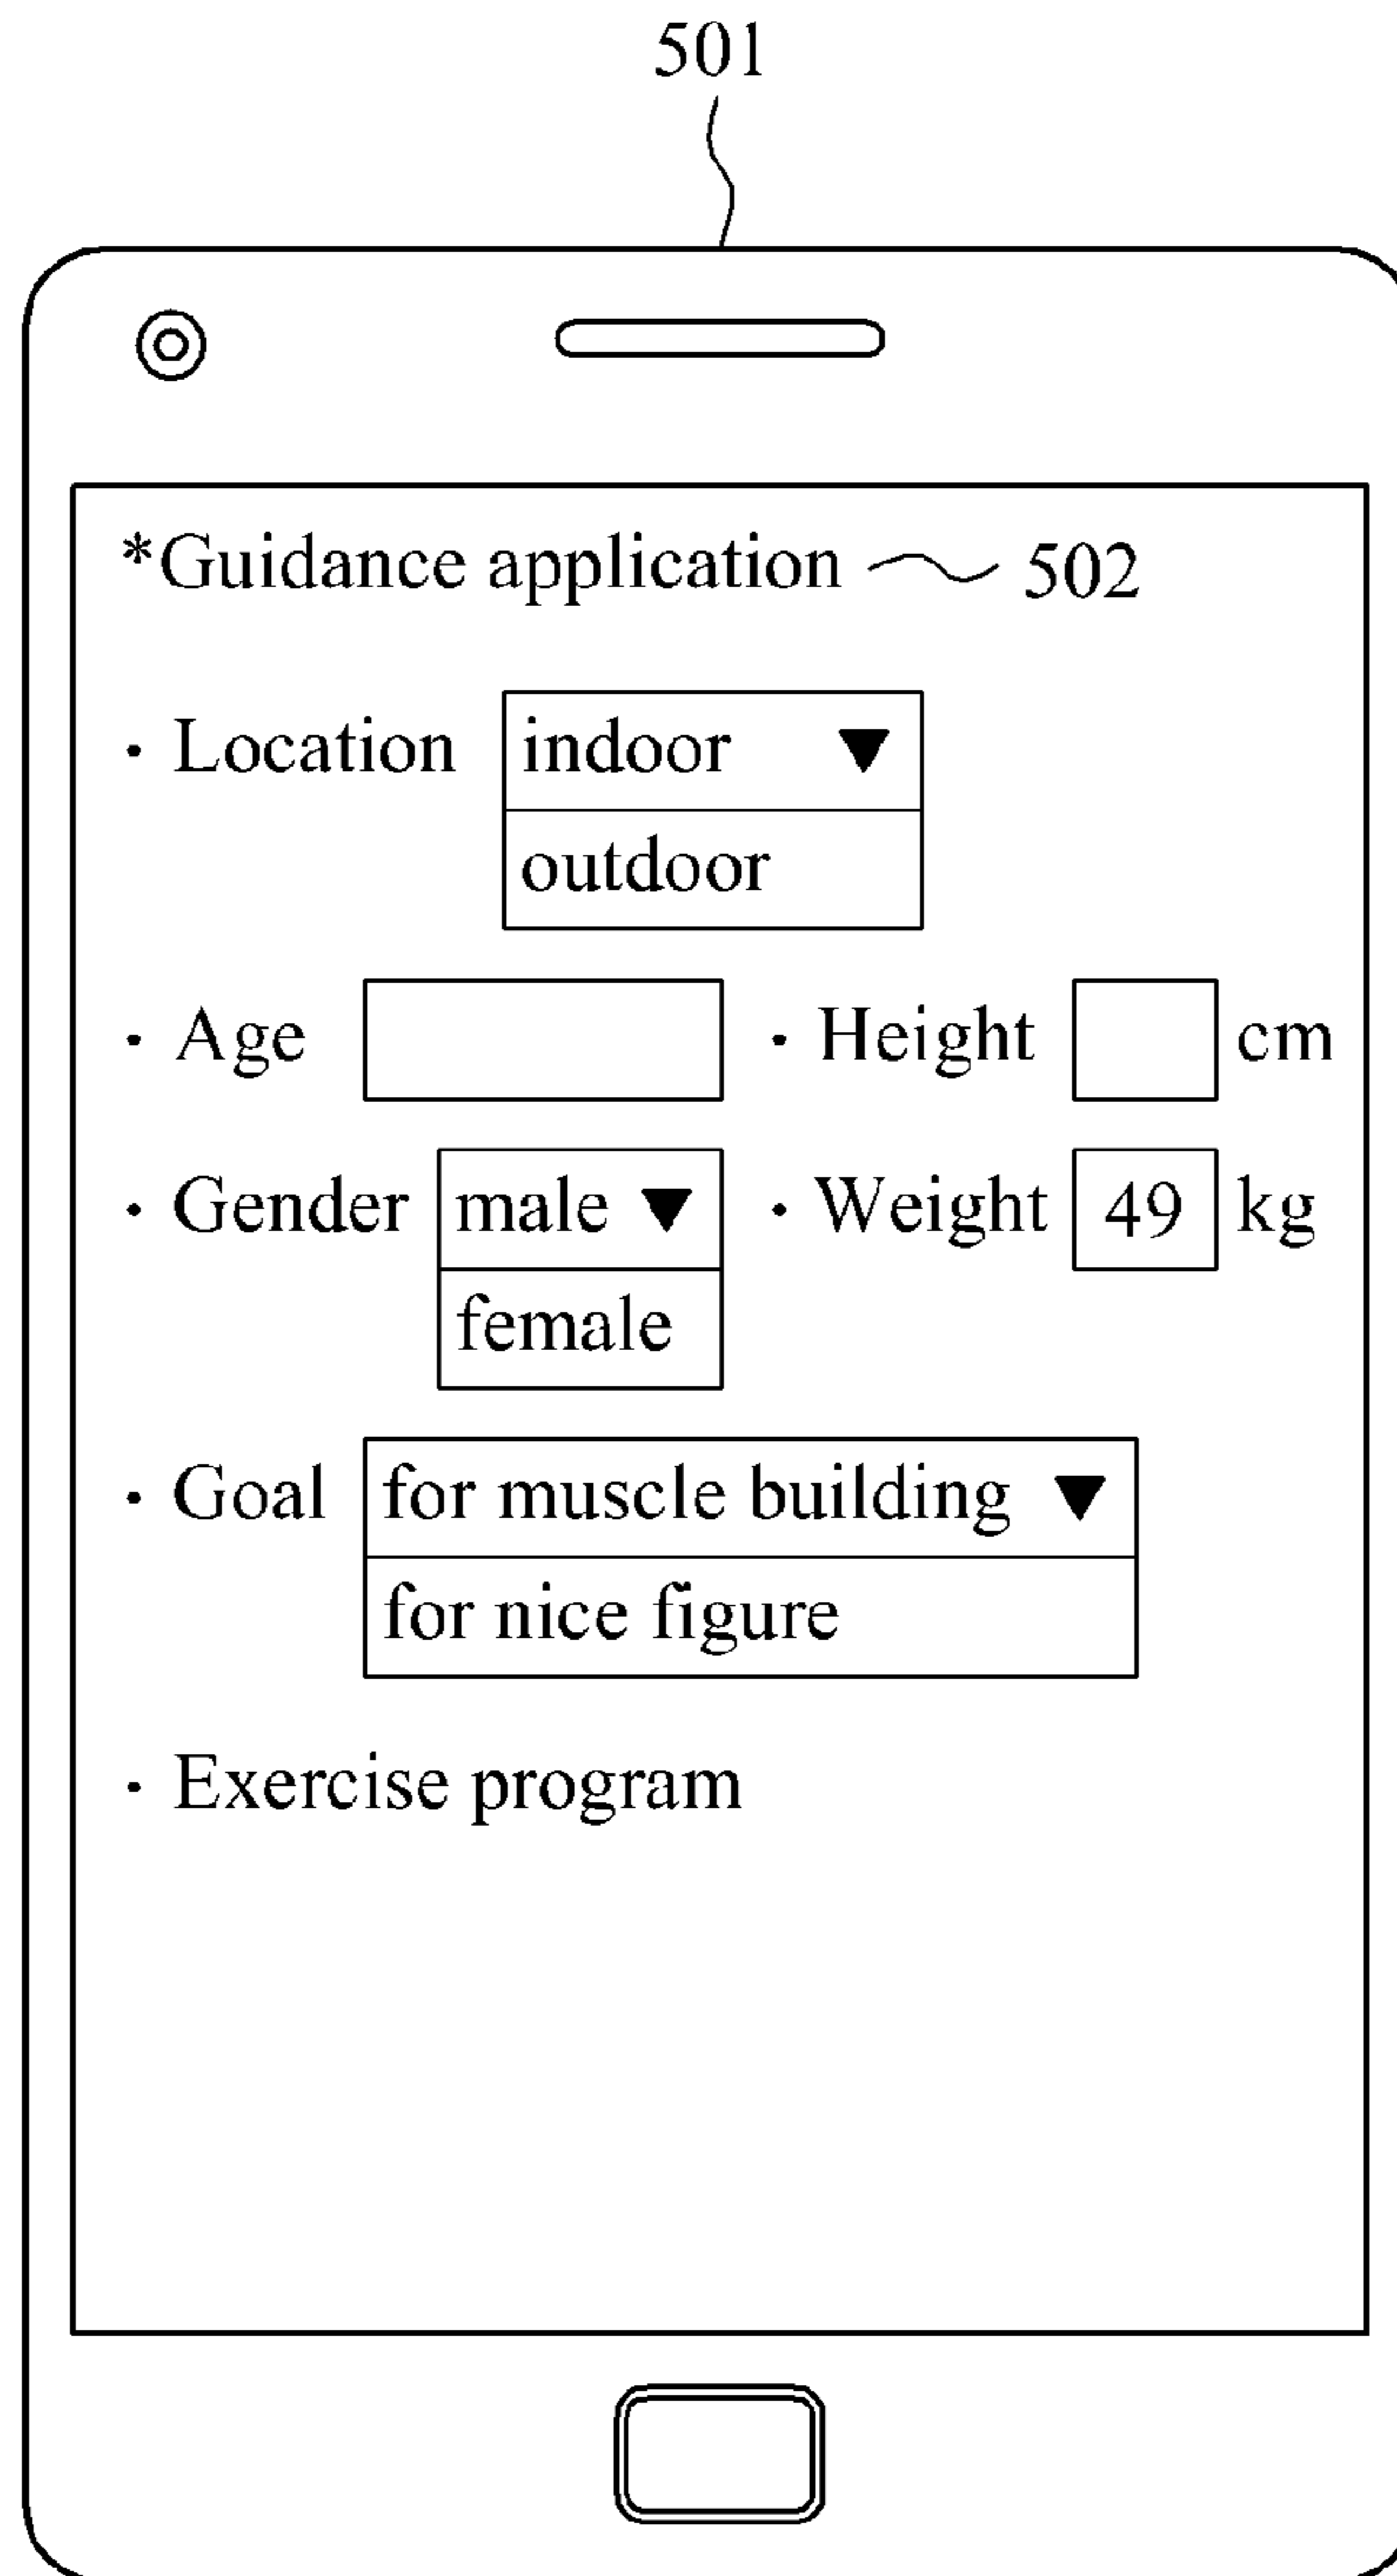 501
*Guidance application 502
· Location indoor ▼
outdoor
· Age · Height cm
· Gender male ▼ · Weight 49 kg
female
· Goal for muscle building ▼
for nice figure
· Exercise program